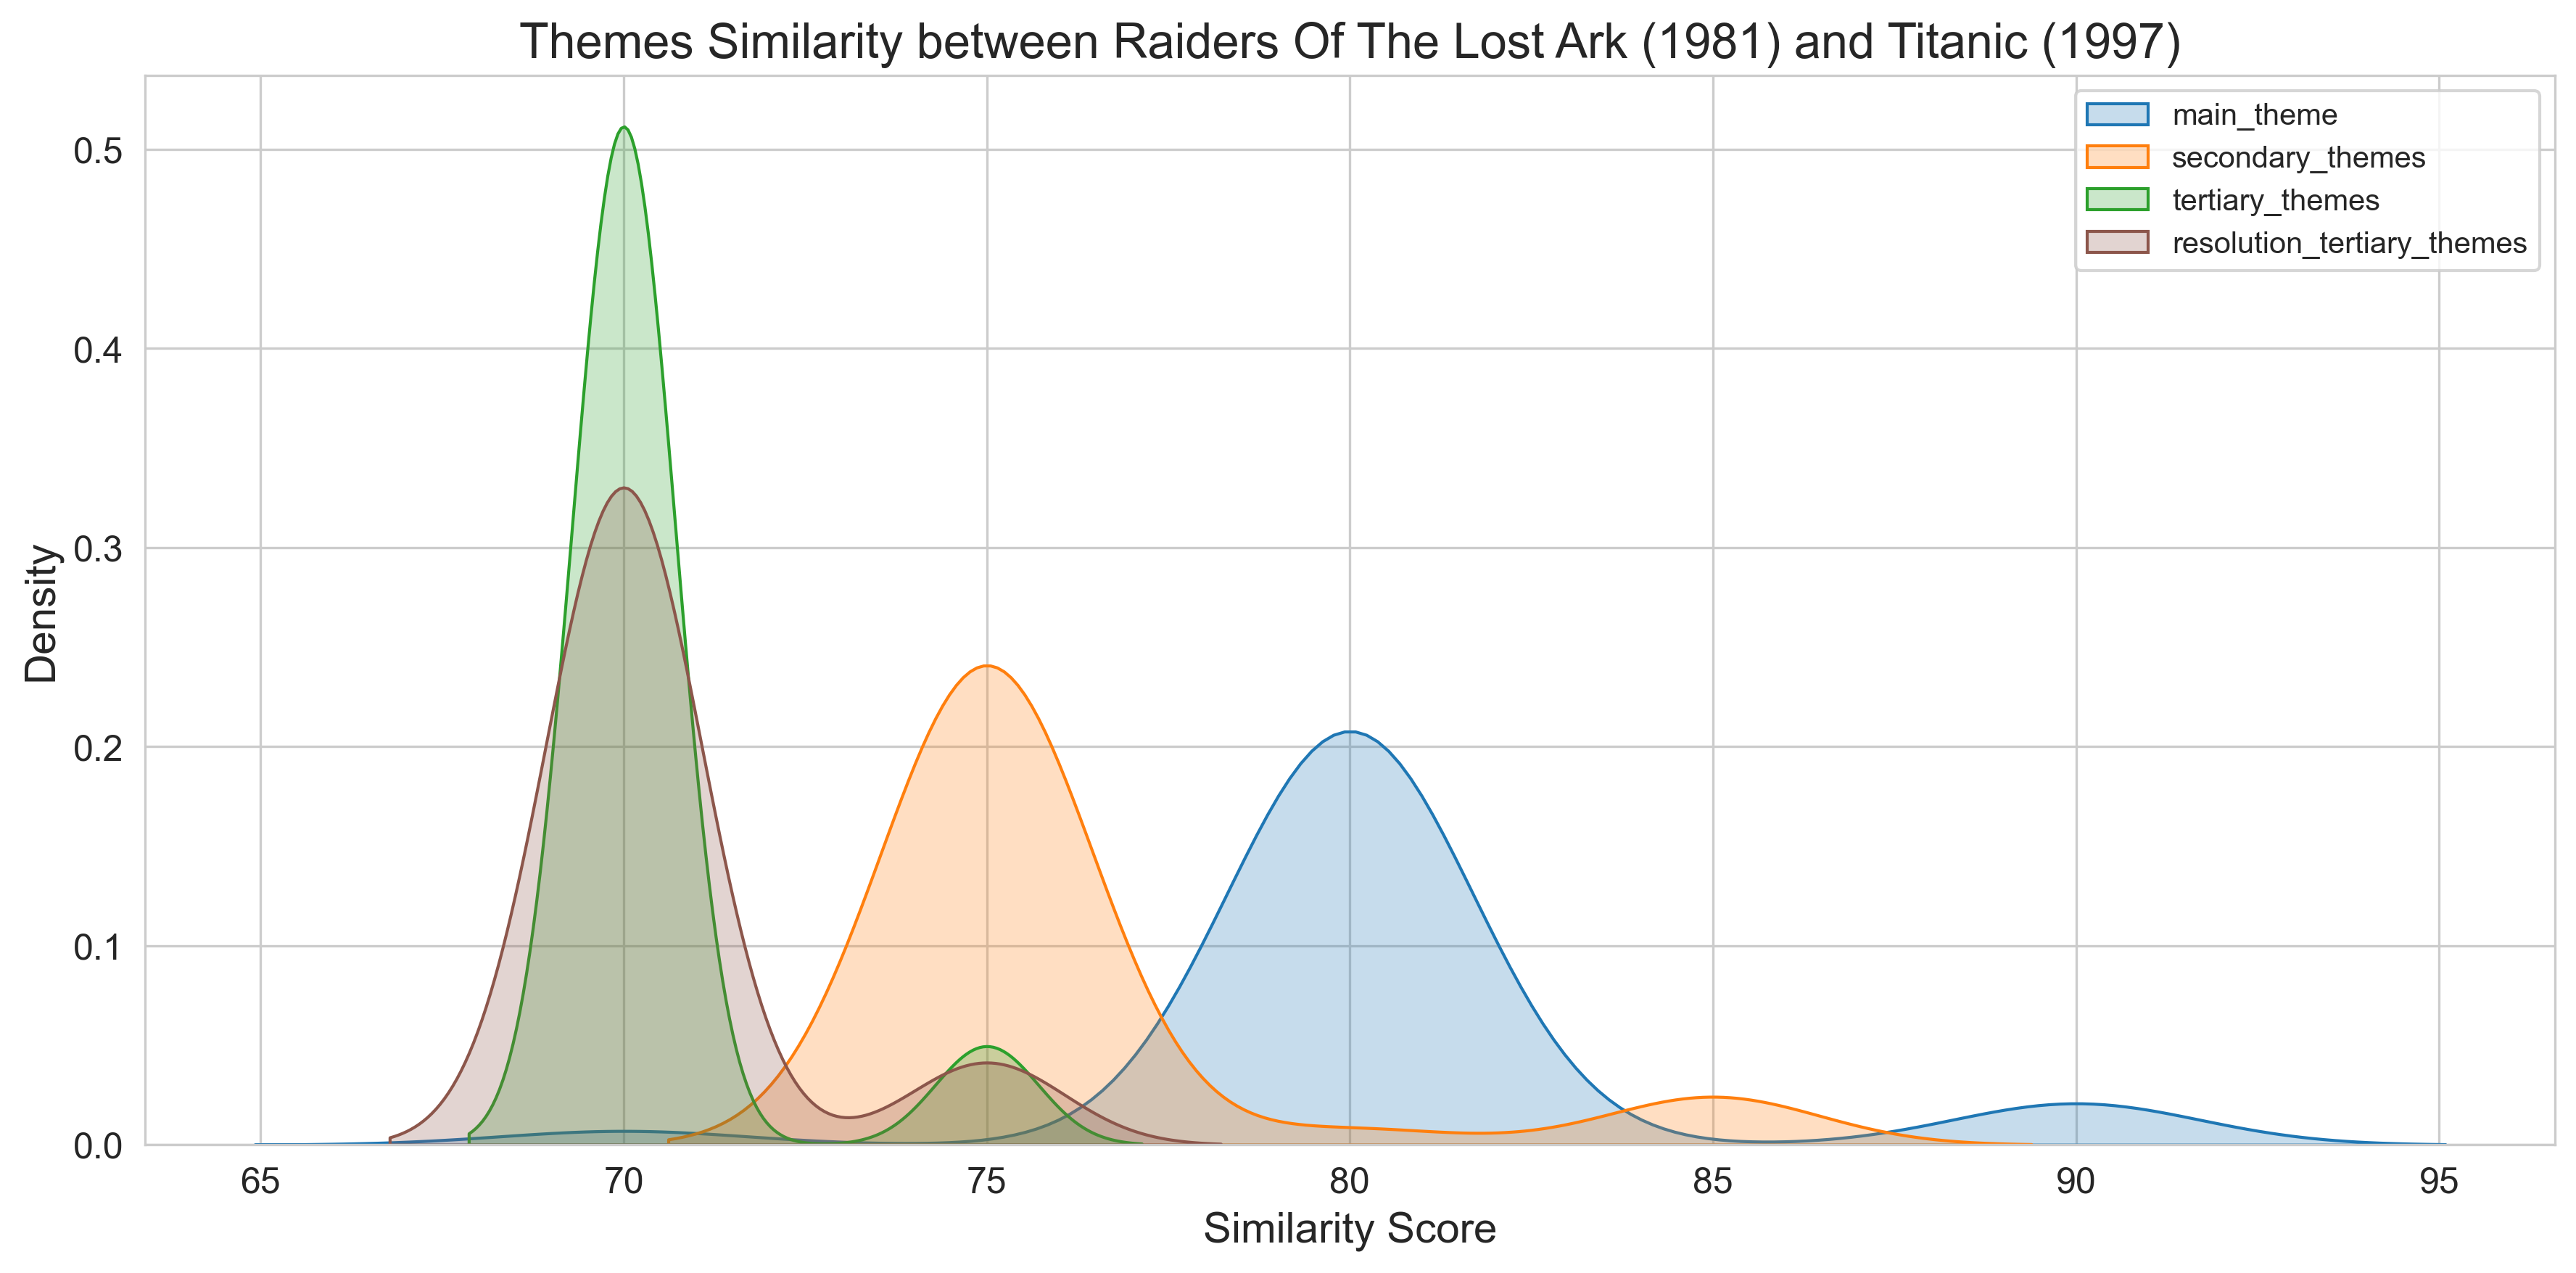 Themes Similarity between Raiders Of The Lost Ark (1981) and Titanic (1997)
main_theme
secondary_themes
tertiary_themes
resolution_tertiary_themes
Density
0.5
0.4
0.3
0.2
0.1
0.0
65 70 75 80 85 90 95
Similarity Score